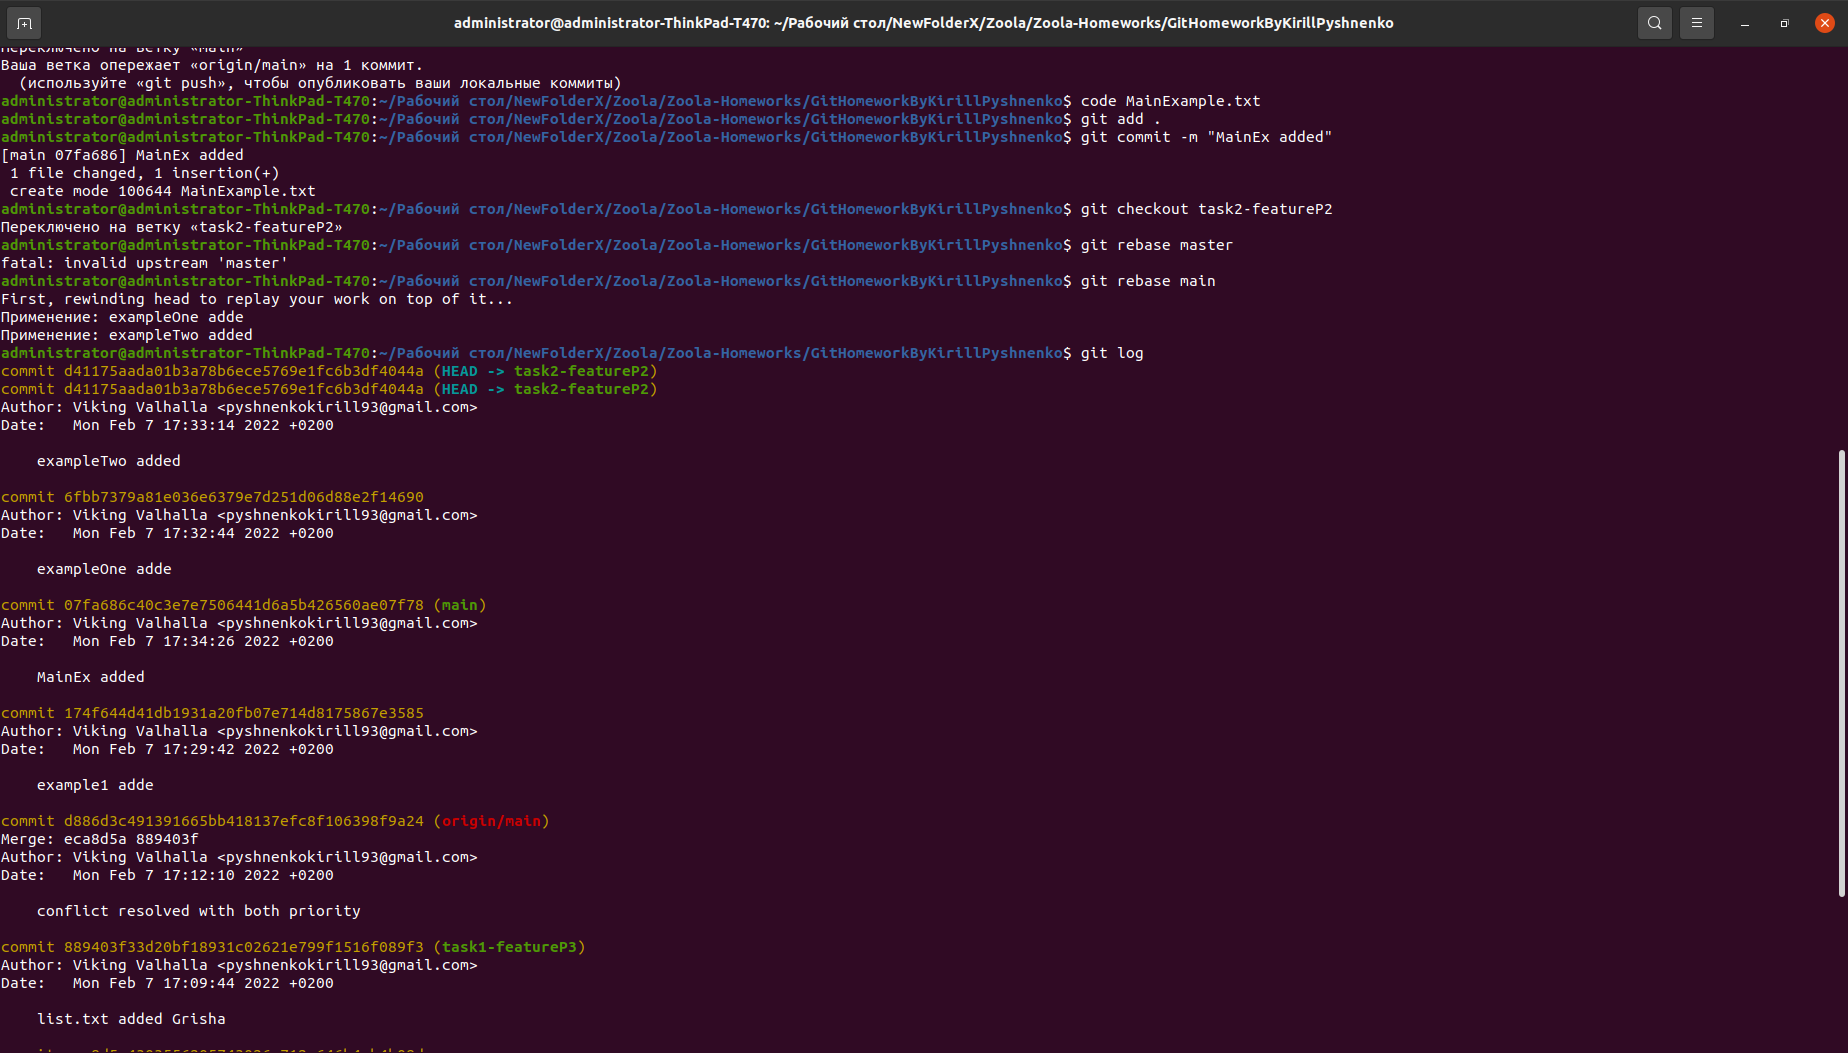 administrator@administrator-ThinkPad-T470: ~/Рабочий стол/NewFolderX/Zoola/Zoola-Homeworks/GitHomeworkByKirillPyshnenko
Переключено на ветку «main»
Ваша ветка опережает «origin/main» на 1 коммит.
  (используйте «git push», чтобы опубликовать ваши локальные коммиты)
administrator@administrator-ThinkPad-T470:~/Рабочий стол/NewFolderX/Zoola/Zoola-Homeworks/GitHomeworkByKirillPyshnenko$ code MainExample.txt
administrator@administrator-ThinkPad-T470:~/Рабочий стол/NewFolderX/Zoola/Zoola-Homeworks/GitHomeworkByKirillPyshnenko$ git add .
administrator@administrator-ThinkPad-T470:~/Рабочий стол/NewFolderX/Zoola/Zoola-Homeworks/GitHomeworkByKirillPyshnenko$ git commit -m "MainEx added"
[main 07fa686] MainEx added
 1 file changed, 1 insertion(+)
 create mode 100644 MainExample.txt
administrator@administrator-ThinkPad-T470:~/Рабочий стол/NewFolderX/Zoola/Zoola-Homeworks/GitHomeworkByKirillPyshnenko$ git checkout task2-featureP2
Переключено на ветку «task2-featureP2»
administrator@administrator-ThinkPad-T470:~/Рабочий стол/NewFolderX/Zoola/Zoola-Homeworks/GitHomeworkByKirillPyshnenko$ git rebase master
fatal: invalid upstream 'master'
administrator@administrator-ThinkPad-T470:~/Рабочий стол/NewFolderX/Zoola/Zoola-Homeworks/GitHomeworkByKirillPyshnenko$ git rebase main
First, rewinding head to replay your work on top of it...
Применение: exampleOne adde
Применение: exampleTwo added
administrator@administrator-ThinkPad-T470:~/Рабочий стол/NewFolderX/Zoola/Zoola-Homeworks/GitHomeworkByKirillPyshnenko$ git log
commit d41175aada01b3a78b6ece5769e1fc6b3df4044a (HEAD -> task2-featureP2)
commit d41175aada01b3a78b6ece5769e1fc6b3df4044a (HEAD -> task2-featureP2)
Author: Viking Valhalla <pyshnenkokirill93@gmail.com>
Date:   Mon Feb 7 17:33:14 2022 +0200
    exampleTwo added
commit 6fbb7379a81e036e6379e7d251d06d88e2f14690
Author: Viking Valhalla <pyshnenkokirill93@gmail.com>
Date:   Mon Feb 7 17:32:44 2022 +0200
    exampleOne adde
commit 07fa686c40c3e7e7506441d6a5b426560ae07f78 (main)
Author: Viking Valhalla <pyshnenkokirill93@gmail.com>
Date:   Mon Feb 7 17:34:26 2022 +0200
    MainEx added
commit 174f644d41db1931a20fb07e714d8175867e3585
Author: Viking Valhalla <pyshnenkokirill93@gmail.com>
Date:   Mon Feb 7 17:29:42 2022 +0200
    example1 adde
commit d886d3c491391665bb418137efc8f106398f9a24 (origin/main)
Merge: eca8d5a 889403f
Author: Viking Valhalla <pyshnenkokirill93@gmail.com>
Date:   Mon Feb 7 17:12:10 2022 +0200
    conflict resolved with both priority
commit 889403f33d20bf18931c02621e799f1516f089f3 (task1-featureP3)
Author: Viking Valhalla <pyshnenkokirill93@gmail.com>
Date:   Mon Feb 7 17:09:44 2022 +0200
    list.txt added Grisha